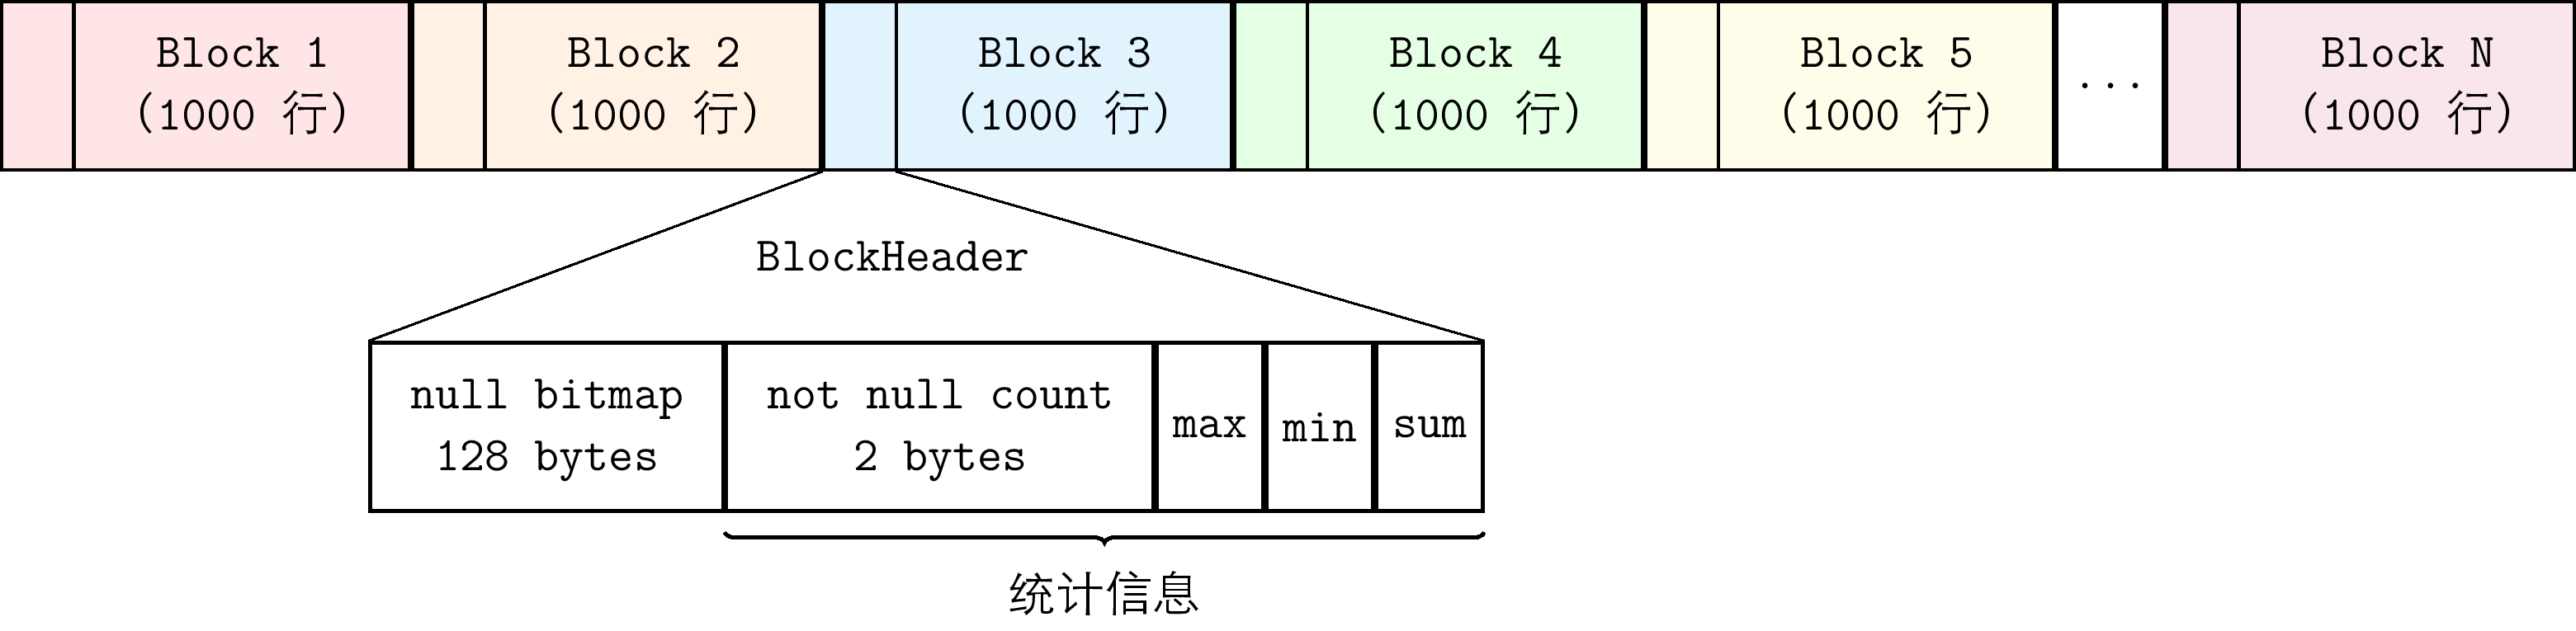 Block 1
(1000 行)
Block 2
(1000 行)
Block 3
(1000 行)
Block 4
(1000 行)
Block 5
(1000 行)
...
Block N
(1000 行)
BlockHeader
null bitmap
128 bytes
not null count
2 bytes
max
min
sum
统计信息